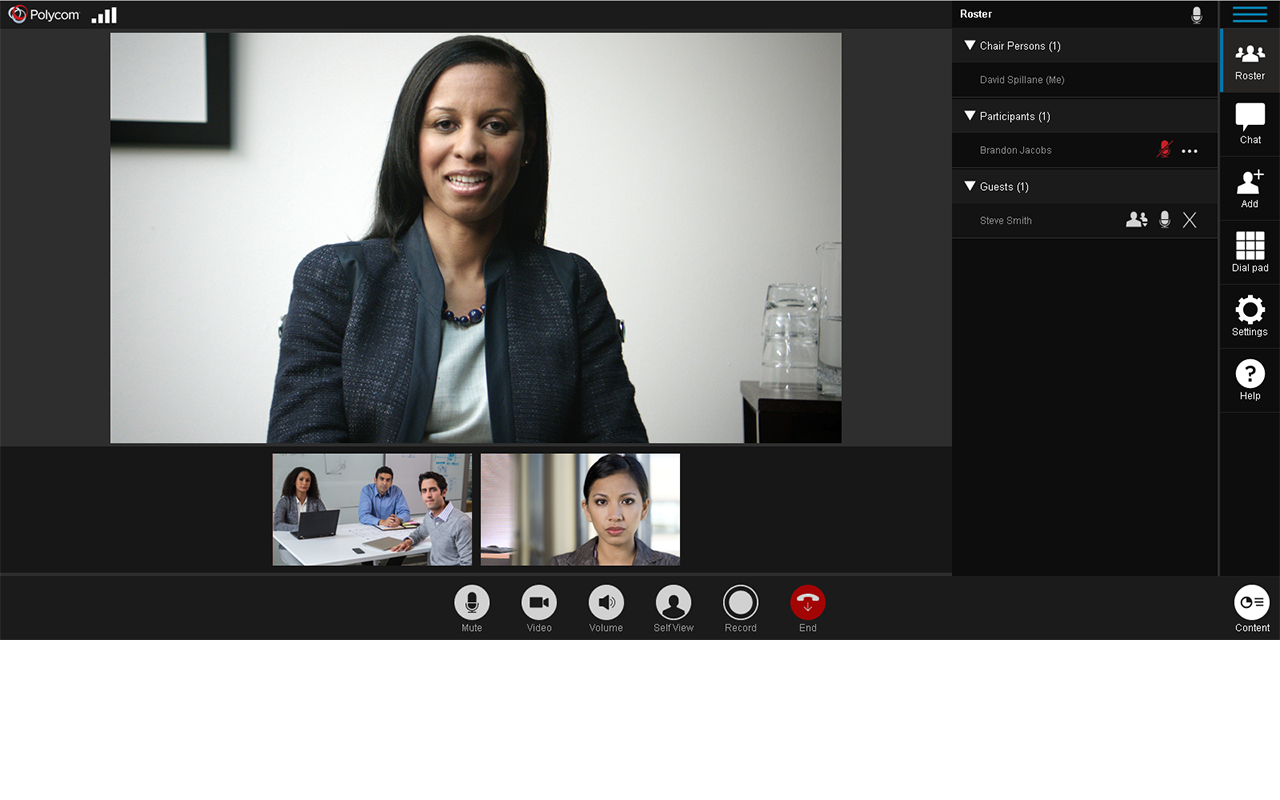 Polycom
Roster
Chair Persons (1)
David Spillane (Me)
Participants (1)
Brandon Jacobs
Guests (1)
Steve Smith
Roster
Chat
Add
Dial pad
Settings
?
Help
Mute
Video
Volume
Self View
Record
End
Content